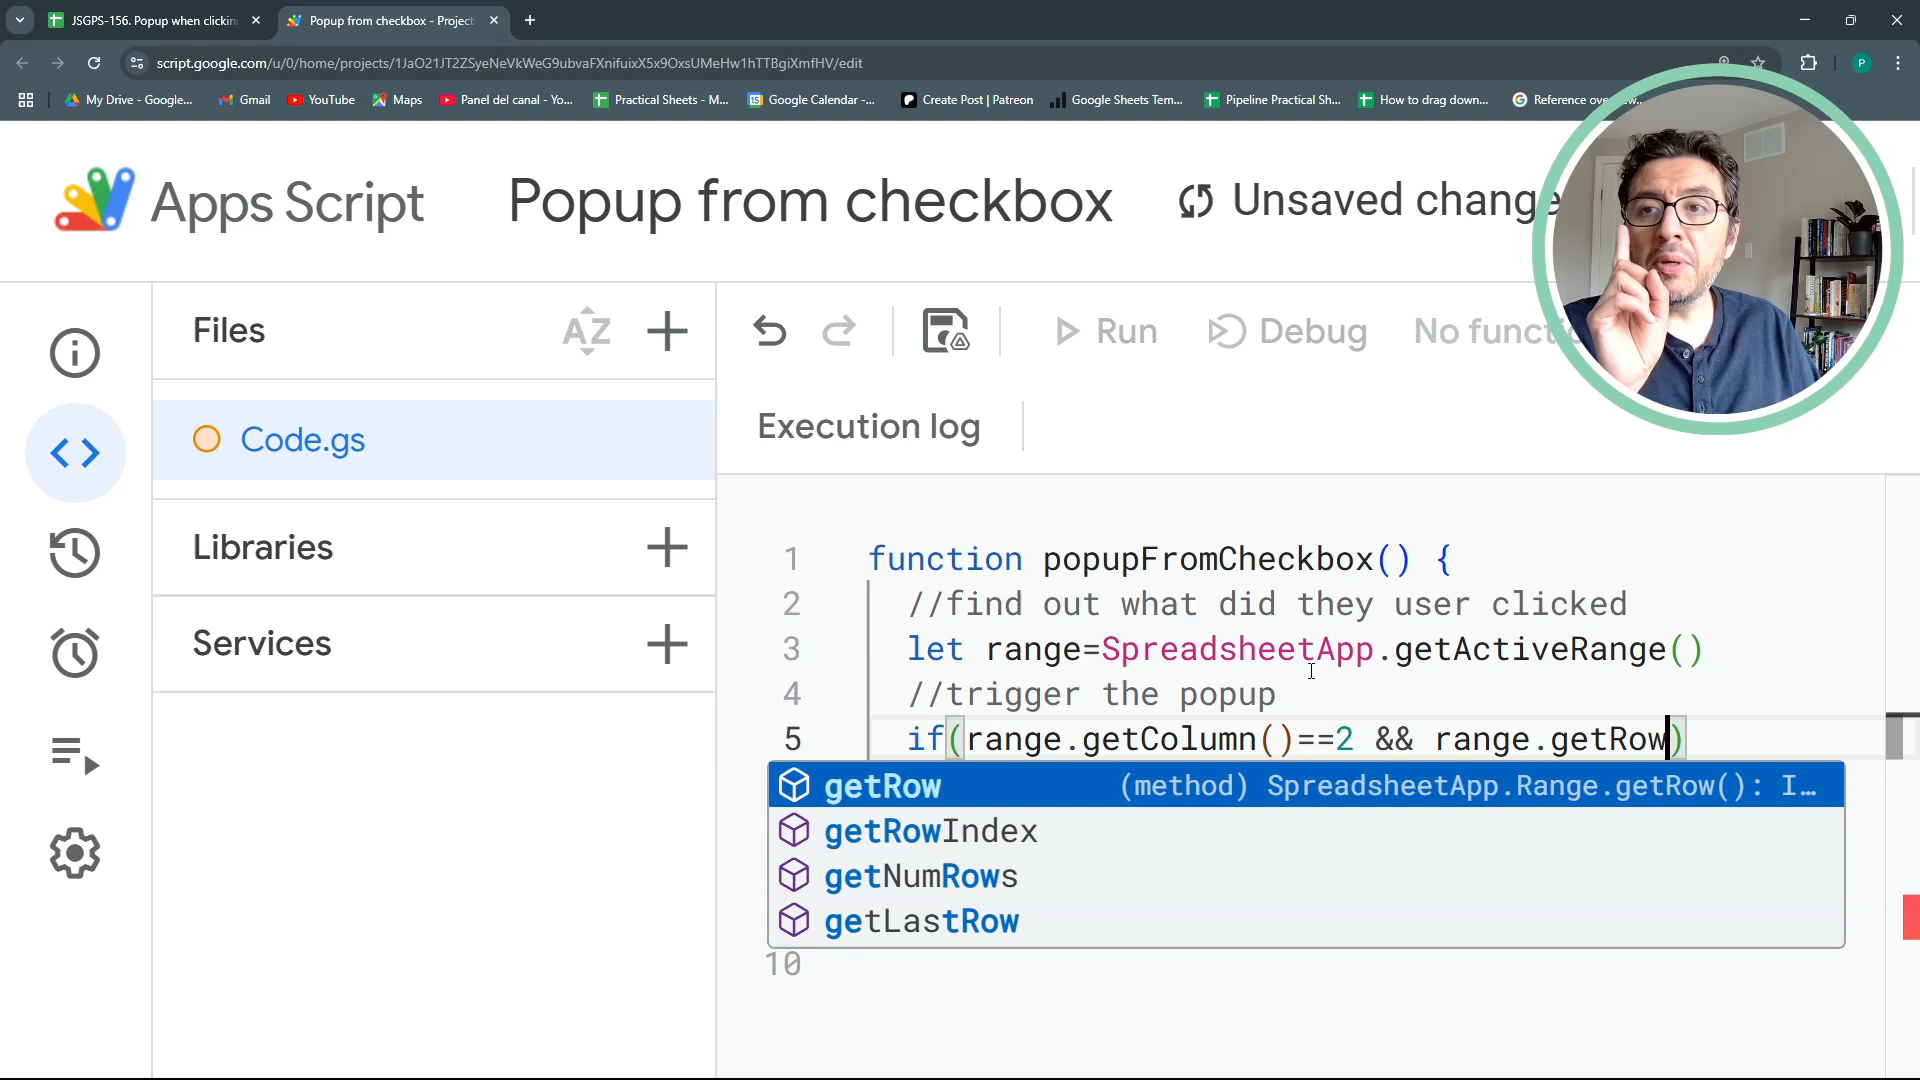 JSGPS-156. Popup when clickin
Popup from checkbox - Project
script.google.com/u/0/home/projects/1JaO21JT2ZSyeNeVkWeG9ubvaFXnifuixX5x9OxsUMeHw1hTTBgiXmfHV/edit
P
My Drive - Google...
Gmail
YouTube
Maps
Panel del canal - Yo...
Practical Sheets - M...
Google Calendar -...
Create Post | Patreon
Google Sheets Tem...
Pipeline Practical Sh...
How to drag down...
Reference ove
Apps Script
Popup from checkbox
Unsaved change
Files
AZ
Run
Debug
No functi
Code.gs
Execution log
Libraries
Services
1 function popupFromCheckbox() {
2 //find out what did they user clicked
3 let range=SpreadsheetApp.getActiveRange()
4 //trigger the popup
5 if(range.getColumn()==2 && range.getRow)
getRow (method) SpreadsheetApp.Range.getRow(): I…
getRowIndex
getNumRows
getLastRow
10